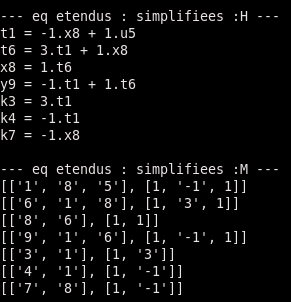 --- eq etendus : simplifiees :H ---
t1 = -1.x8 + 1.u5
t6 = 3.t1 + 1.x8
x8 = 1.t6
y9 = -1.t1 + 1.t6
k3 = 3.t1
k4 = -1.t1
k7 = -1.x8

--- eq etendus : simplifiees :M ---
[['1', '8', '5'], [1, '-1', 1]]
[['6', '1', '8'], [1, '3', 1]]
[['8', '6'], [1, 1]]
[['9', '1', '6'], [1, '-1', 1]]
[['3', '1'], [1, '3']]
[['4', '1'], [1, '-1']]
[['7', '8'], [1, '-1']]